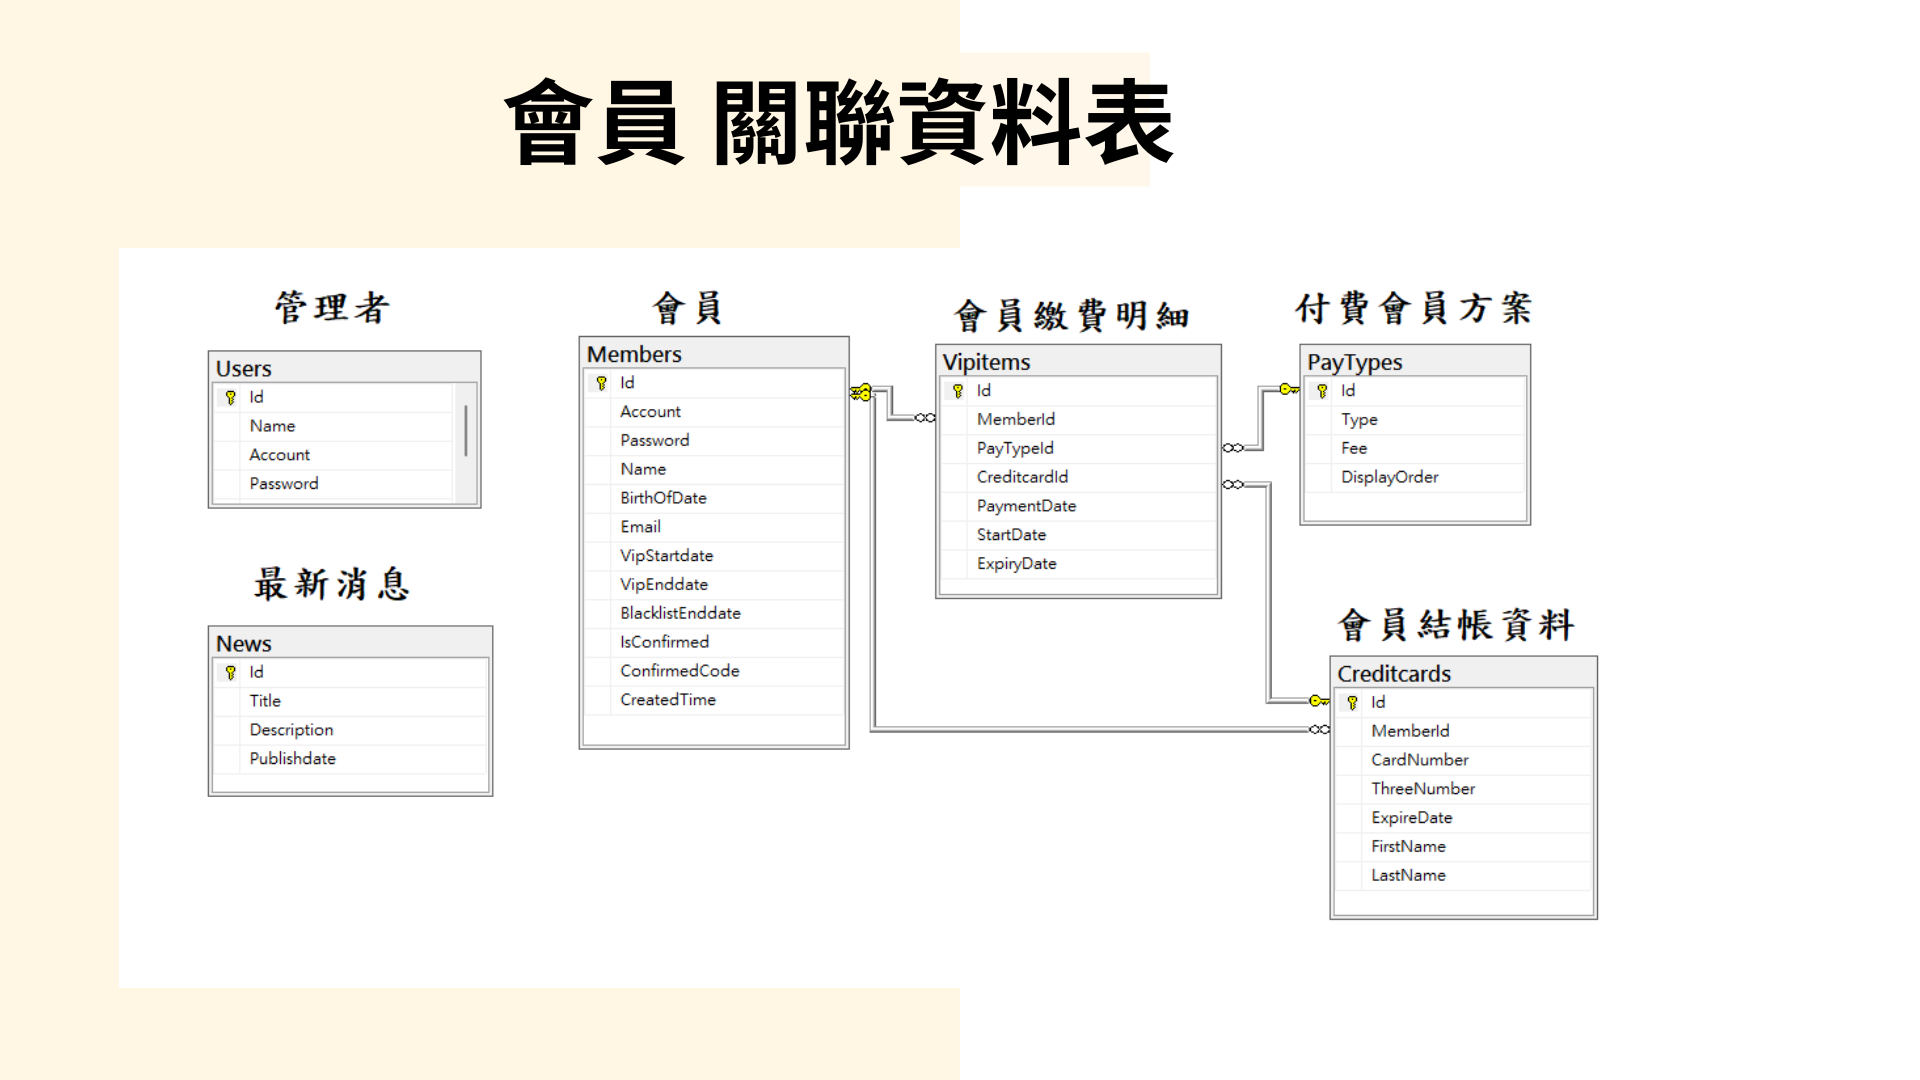 會員 關聯資料表
管理者
Users
Id
Name
Account
Password
最新消息
News
Id
Title
Description
Publishdate
會員
Members
Id
Account
Password
Name
BirthOfDate
Email
VipStartdate
VipEnddate
BlacklistEnddate
IsConfirmed
ConfirmedCode
CreatedTime
會員繳費明細
Vipitems
Id
MemberId
PayTypeId
CreditcardId
PaymentDate
StartDate
ExpiryDate
付費會員方案
PayTypes
Id
Type
Fee
DisplayOrder
會員結帳資料
Creditcards
Id
MemberId
CardNumber
ThreeNumber
ExpireDate
FirstName
LastName